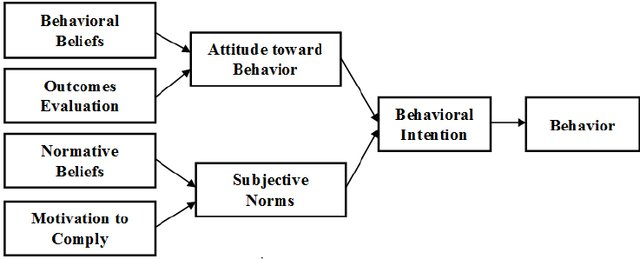 Behavioral
Beliefs
Outcomes
Evaluation
Attitude toward
Behavior
Normative
Beliefs
Motivation to
Comply
Subjective
Norms
Behavioral
Intention
Behavior